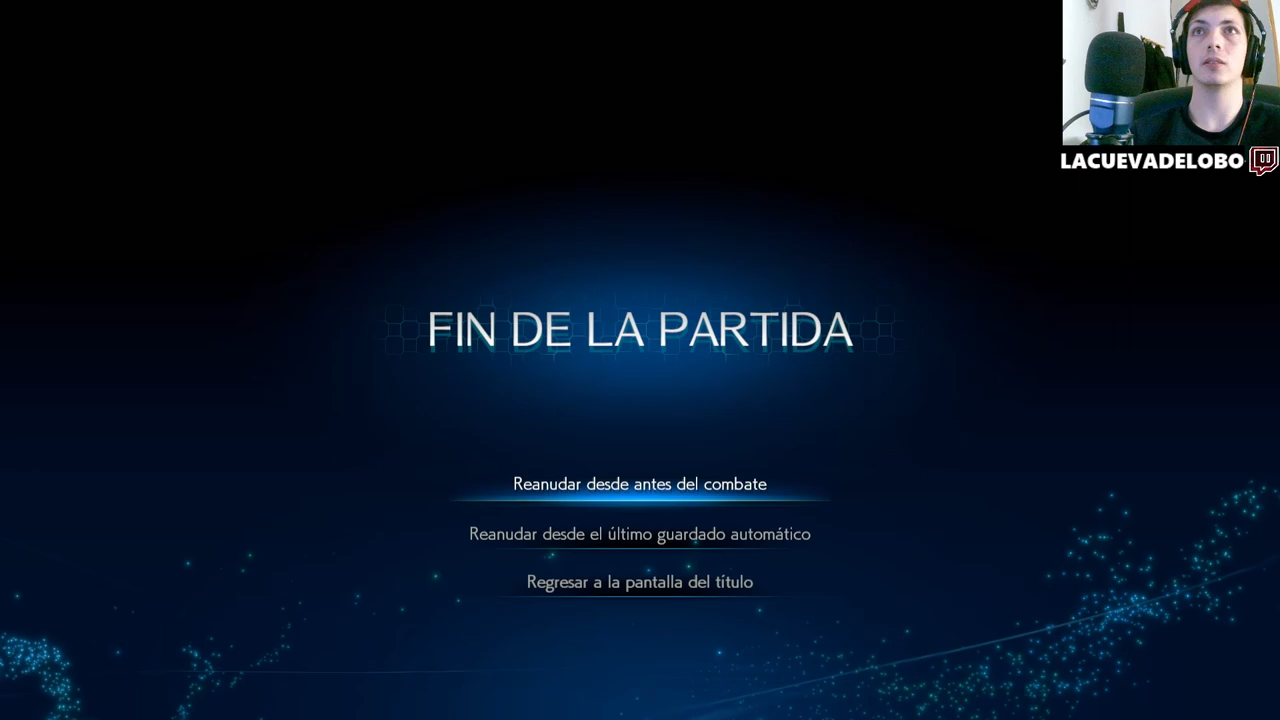 LACUEVADELOBO
FIN DE LA PARTIDA
Reanudar desde antes del combate
Reanudar desde el último guardado automático
Regresar a la pantalla del título